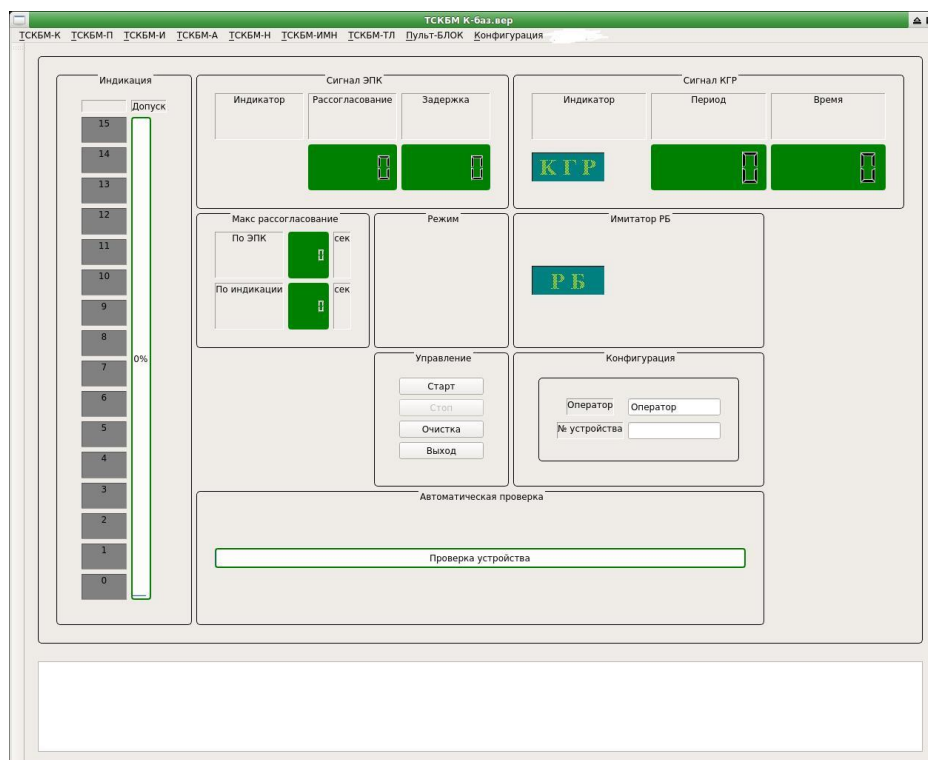 ТСКБМ К-баз.вер
ТСКБМ-К ТСКБМ-П ТСКБМ-И ТСКБМ-А ТСКБМ-Н ТСКБМ-ИМН ТСКБМ-ТЛ Пульт-БЛОК Конфигурация
Индикация
Допуск
15
14
13
12
11
10
9
8
7
6
5
4
3
2
1
0
0%
Сигнал ЭПК
Индикатор Рассогласование Задержка
0 0
Сигнал КГР
Индикатор Период Время
КГР 0 0
Макс рассогласование
По ЭПК 0 сек
По индикации 0 сек
Режим
Имитатор РБ
РБ
Управление
Старт
Стоп
Очистка
Выход
Конфигурация
Оператор Оператор
№ устройства
Автоматическая проверка
Проверка устройства